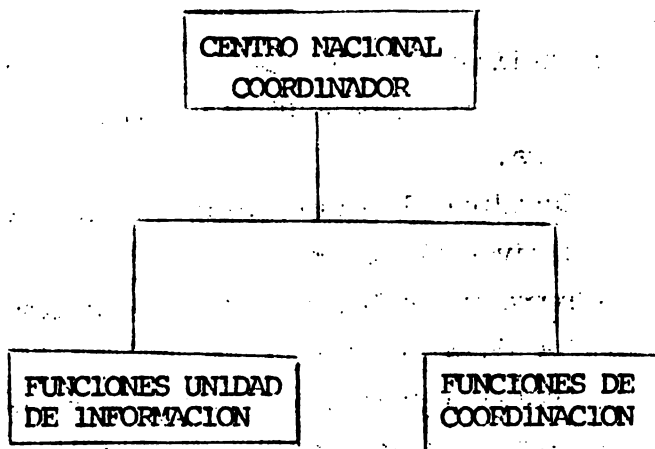 CENTRO NACIONAL
COORDINADOR
FUNCIONES UNIDAD
DE INFORMACION
FUNCIONES DE
COORDINACION